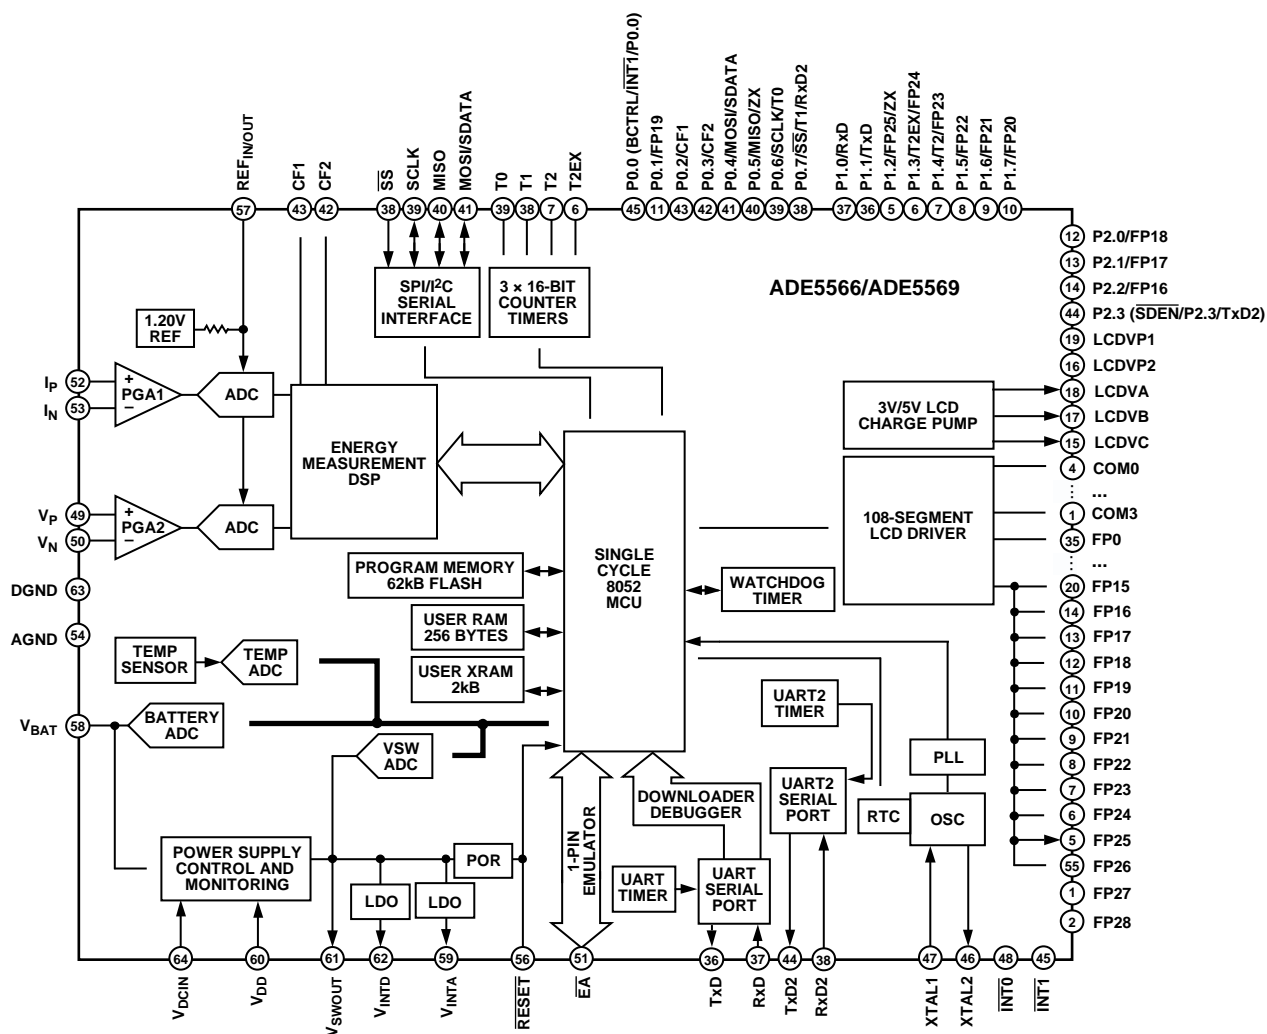 REFIN/OUT
CF1
CF2
SS
SCLK
MISO
MOSI/SDATA
T0
T1
T2
T2EX
P0.0 (BCTRL/INT1/P0.0)
P0.1/FP19
P0.2/CF1
P0.3/CF2
P0.4/MOSI/SDATA
P0.5/MISO/ZX
P0.6/SCLK/T0
P0.7/SS/T1/RxD2
P1.0/RxD
P1.1/TxD
P1.2/FP25/ZX
P1.3/T2EX/FP24
P1.4/T2/FP23
P1.5/FP22
P1.6/FP21
P1.7/FP20
57
43
42
38
39
40
41
39
38
7
6
45
11
43
42
41
40
39
38
37
36
5
6
7
8
9
10
12 P2.0/FP18
13 P2.1/FP17
14 P2.2/FP16
44 P2.3 (SDEN/P2.3/TxD2)
19 LCDVP1
16 LCDVP2
18 LCDVA
17 LCDVB
15 LCDVC
4 COM0
...
1 COM3
35 FP0
...
20 FP15
14 FP16
13 FP17
12 FP18
11 FP19
10 FP20
9 FP21
8 FP22
7 FP23
6 FP24
5 FP25
55 FP26
1 FP27
2 FP28
ADE5566/ADE5569
SPI/I2C
SERIAL
INTERFACE
3 × 16-BIT
COUNTER
TIMERS
1.20V
REF
IP 52
IN 53
+
–
PGA1
ADC
VP 49
VN 50
+
–
PGA2
ADC
DGND 63
AGND 54
VBAT 58
ENERGY
MEASUREMENT
DSP
3V/5V LCD
CHARGE PUMP
108-SEGMENT
LCD DRIVER
SINGLE
CYCLE
8052
MCU
PROGRAM MEMORY
62kB FLASH
USER RAM
256 BYTES
USER XRAM
2kB
WATCHDOG
TIMER
TEMP
SENSOR
TEMP
ADC
BATTERY
ADC
VSW
ADC
UART2
TIMER
UART2
SERIAL
PORT
PLL
RTC
OSC
DOWNLOADER
DEBUGGER
1-PIN
EMULATOR
POWER SUPPLY
CONTROL AND
MONITORING
POR
LDO
LDO
UART
TIMER
UART
SERIAL
PORT
64
60
61
62
59
56
51
36
37
44
38
47
46
48
45
VDCIN
VDD
VSWOUT
VINTD
VINTA
RESET
EA
TxD
RxD
TxD2
RxD2
XTAL1
XTAL2
INT0
INT1